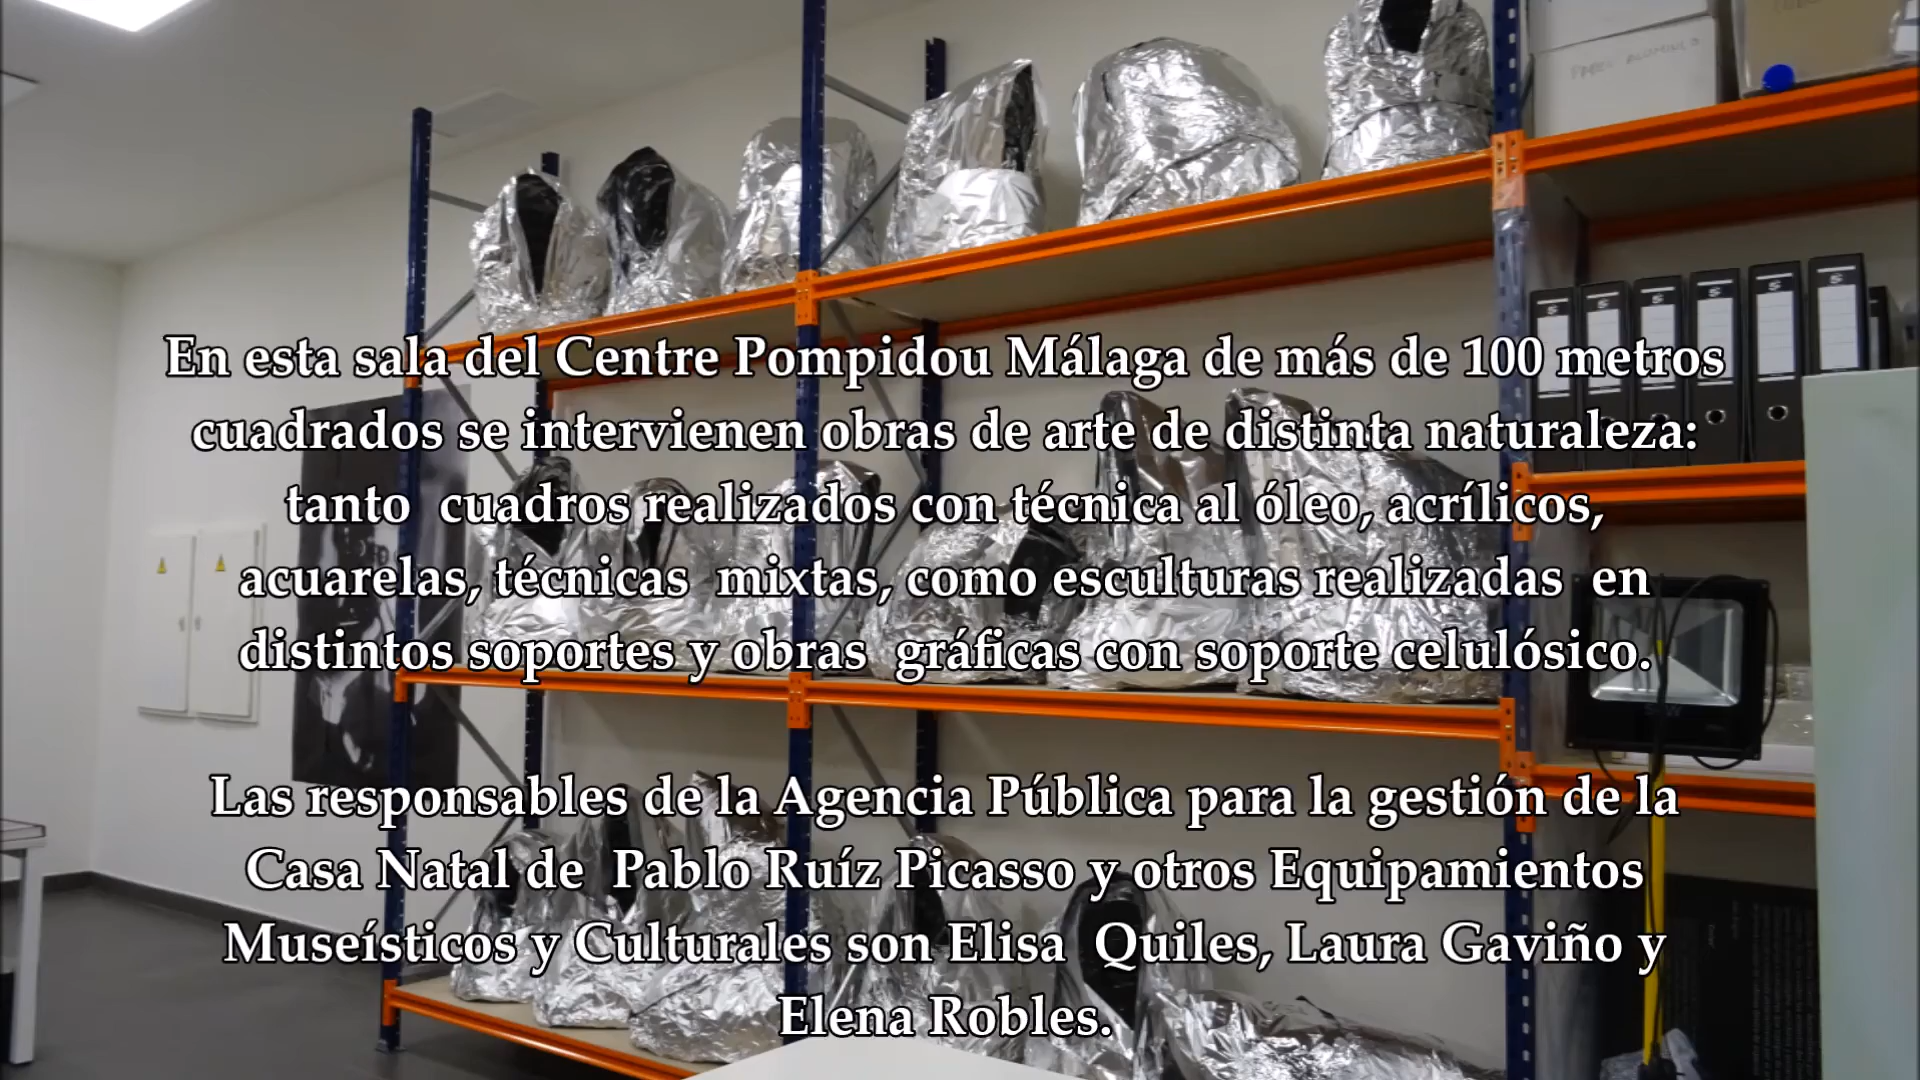 PAPEL ALUMINIO
En esta sala del Centre Pompidou Málaga de más de 100 metros
cuadrados se intervienen obras de arte de distinta naturaleza:
tanto cuadros realizados con técnica al óleo, acrílicos,
acuarelas, técnicas mixtas, como esculturas realizadas en
distintos soportes y obras gráficas con soporte celulósico.
Las responsables de la Agencia Pública para la gestión de la
Casa Natal de Pablo Ruíz Picasso y otros Equipamientos
Museísticos y Culturales son Elisa Quiles, Laura Gaviño y
Elena Robles.